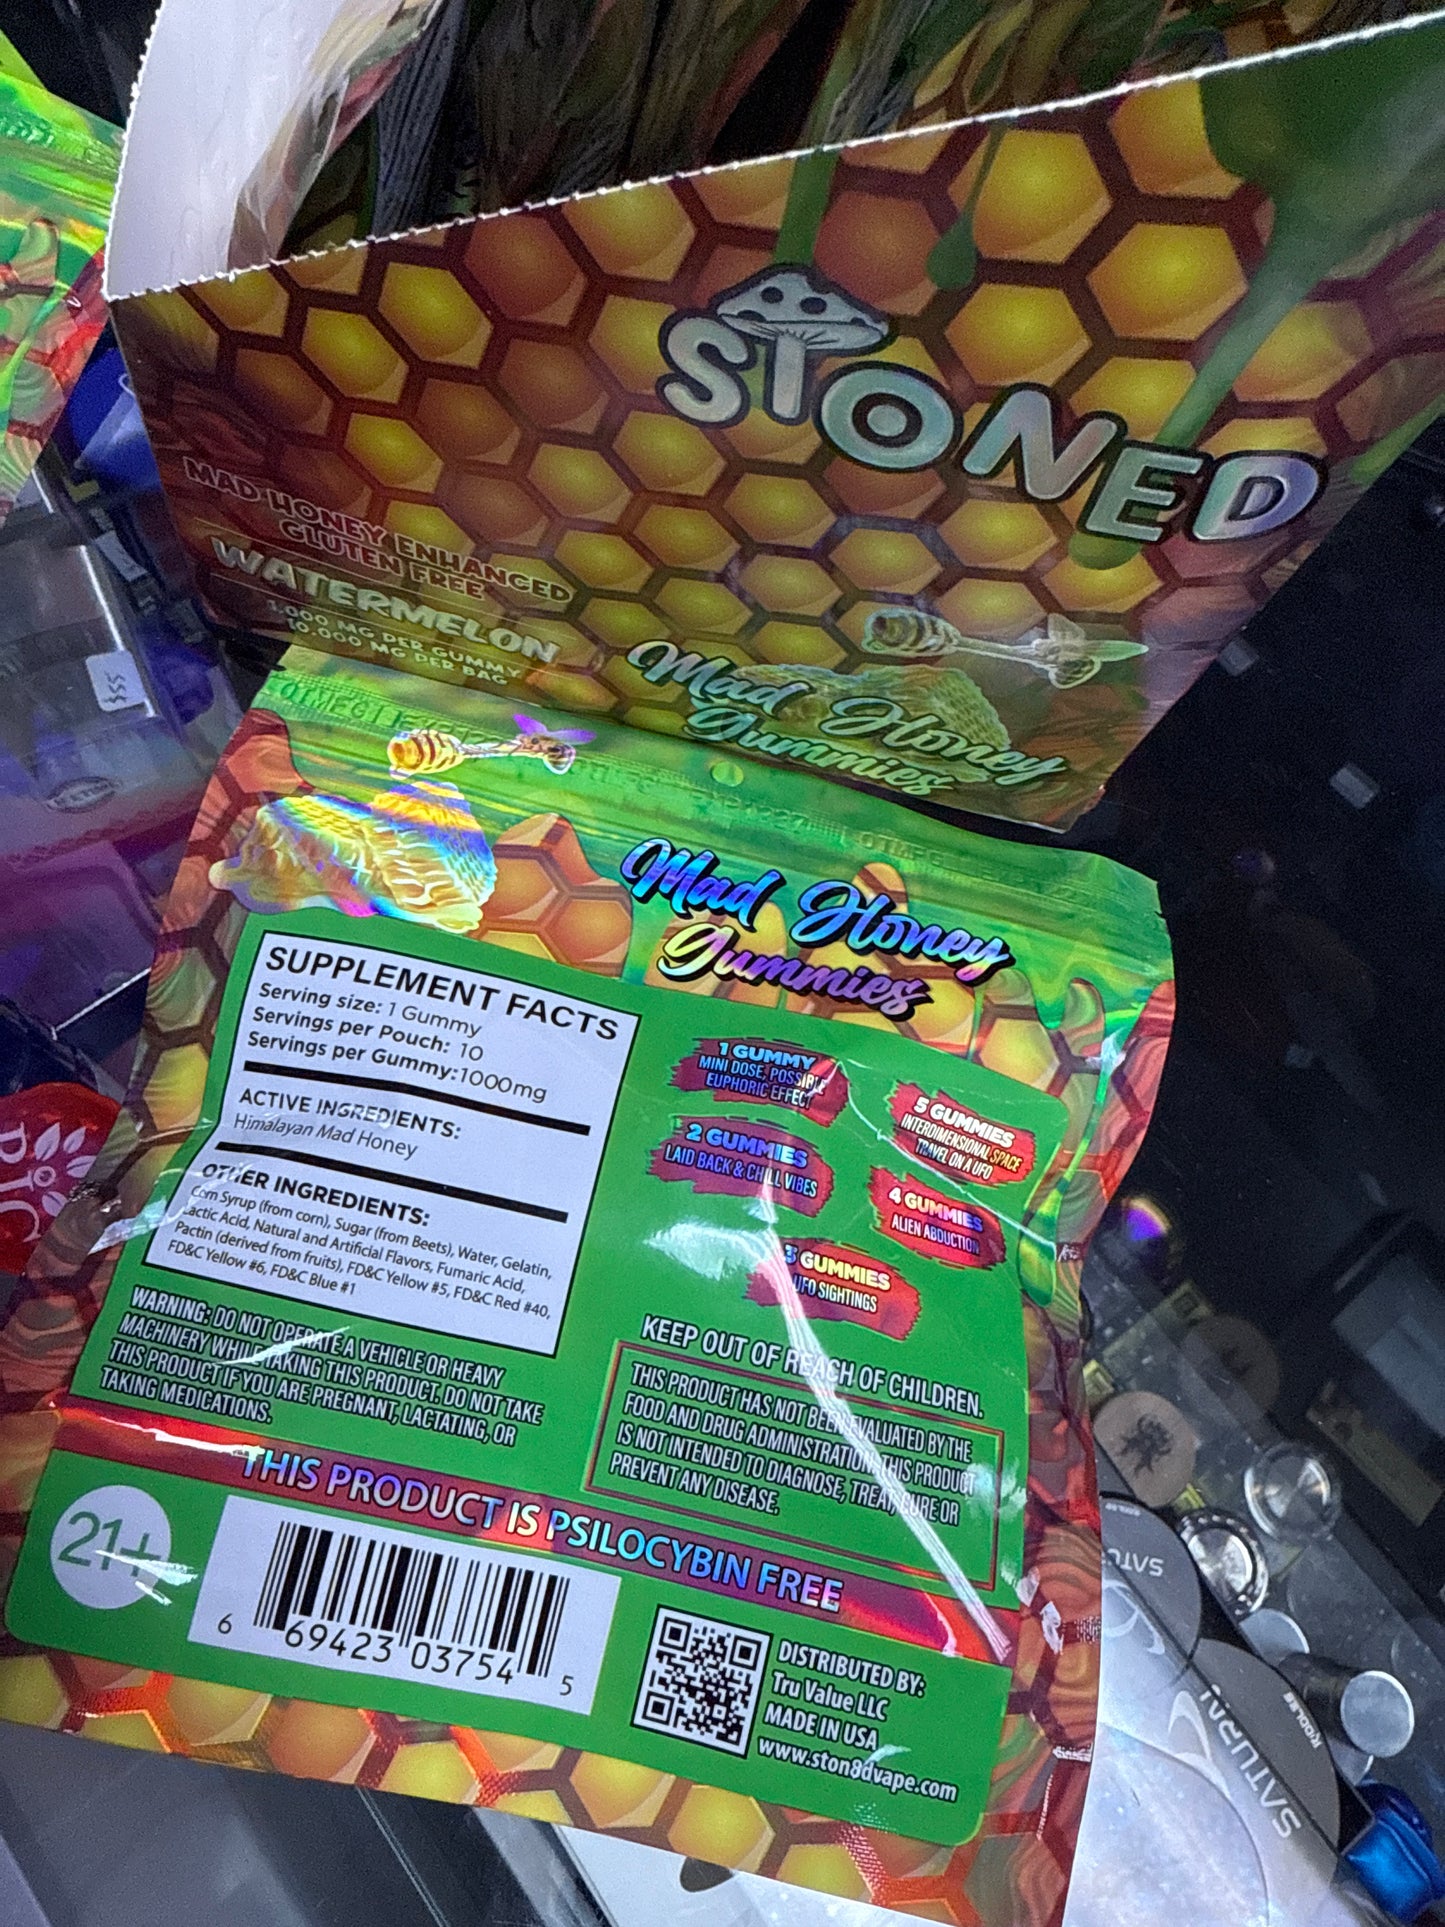 STONED
MAD HONEY ENHANCED
GLUTEN FREE
WATERMELON
1,000 MG PER GUMMY
10,000 MG PER BAG
Mad Honey
Gummies
$55
Mad Honey
Gummies
SUPPLEMENT FACTS
Serving size: 1 Gummy
Servings per Pouch: 10
Servings per Gummy:1000mg
ACTIVE INGREDIENTS:
Himalayan Mad Honey
OTHER INGREDIENTS:
Corn Syrup (from corn), Sugar (from Beets), Water, Gelatin,
Lactic Acid, Natural and Artificial Flavors, Fumaric Acid,
Pactin (derived from fruits), FD&C Yellow #5, FD&C Red #40,
FD&C Yellow #6, FD&C Blue #1
WARNING: DO NOT OPERATE A VEHICLE OR HEAVY
MACHINERY WHILE TAKING THIS PRODUCT. DO NOT TAKE
THIS PRODUCT IF YOU ARE PREGNANT, LACTATING, OR
TAKING MEDICATIONS.
1 GUMMY
MINI DOSE, POSSIBLE
EUPHORIC EFFECT
2 GUMMIES
LAID BACK & CHILL VIBES
3 GUMMIES
UFO SIGHTINGS
4 GUMMIES
ALIEN ABDUCTION
5 GUMMIES
INTERDIMENSIONAL SPACE
TRAVEL ON A UFO
KEEP OUT OF REACH OF CHILDREN.
THIS PRODUCT HAS NOT BEEN EVALUATED BY THE
FOOD AND DRUG ADMINISTRATION. THIS PRODUCT
IS NOT INTENDED TO DIAGNOSE, TREAT, CURE OR
PREVENT ANY DISEASE.
THIS PRODUCT IS PSILOCYBIN FREE
21+
6 69423 03754 5
DISTRIBUTED BY:
Tru Value LLC
MADE IN USA
www.ston8dvape.com
SATURN